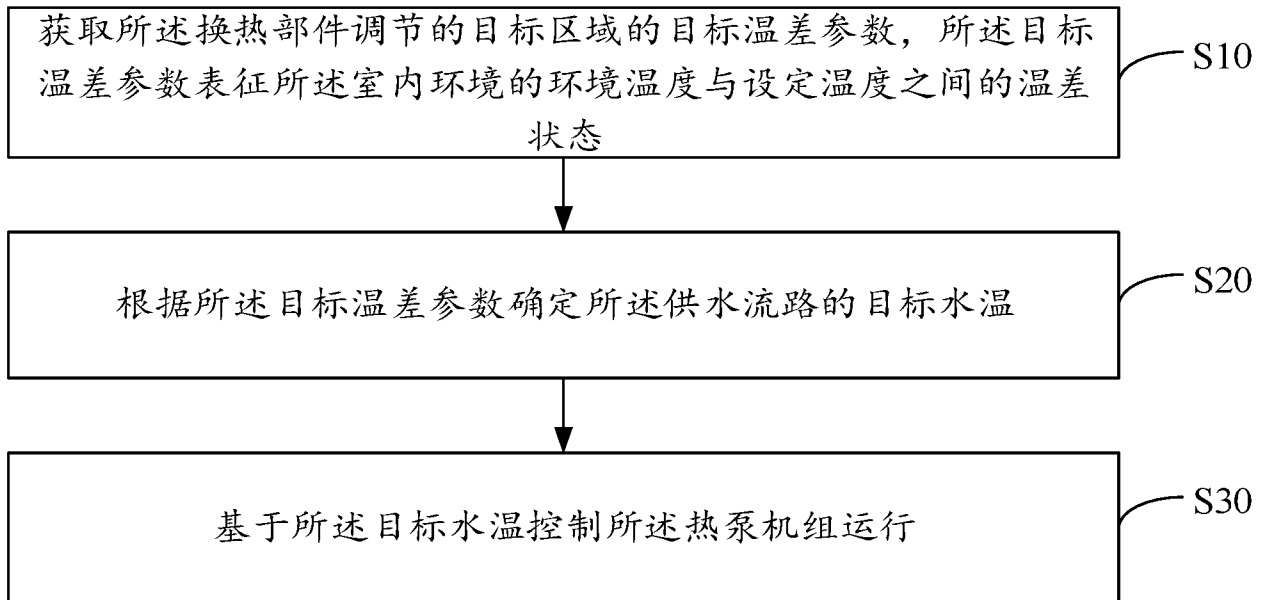 获取所述换热部件调节的目标区域的目标温差参数，所述目标
温差参数表征所述室内环境的环境温度与设定温度之间的温差
状态
S10
根据所述目标温差参数确定所述供水流路的目标水温
S20
基于所述目标水温控制所述热泵机组运行
S30